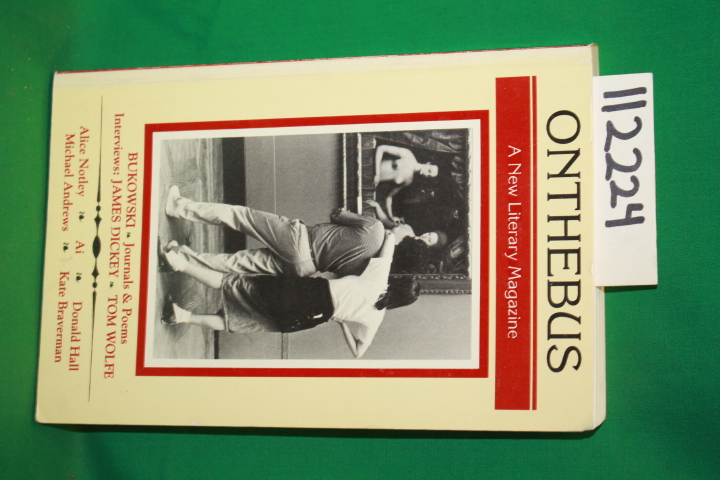 ONTHEBUS
A New Literary Magazine
BUKOWSKI ❧ Journals & Poems
Interviews: JAMES DICKEY ❧ TOM WOLFE
Alice Notley ❧ Ai ❧ Donald Hall
Michael Andrews ❧ Kate Braverman
112224